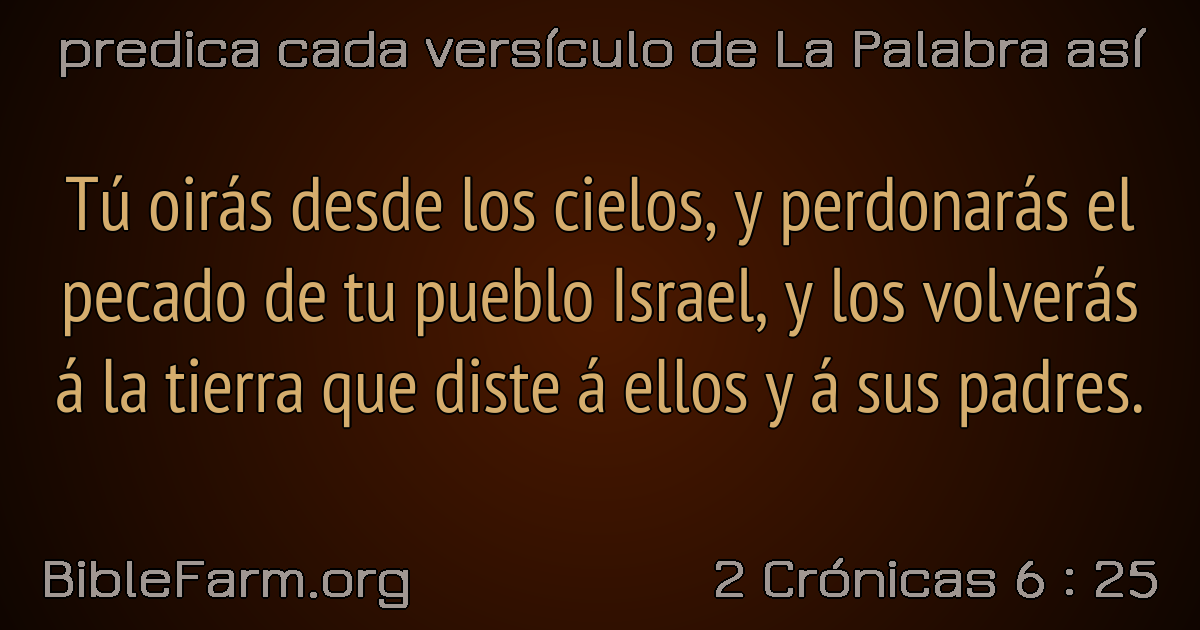 predica cada versículo de La Palabra así
Tú oirás desde los cielos, y perdonarás el
pecado de tu pueblo Israel, y los volverás
á la tierra que diste á ellos y á sus padres.
BibleFarm.org
2 Crónicas 6 : 25